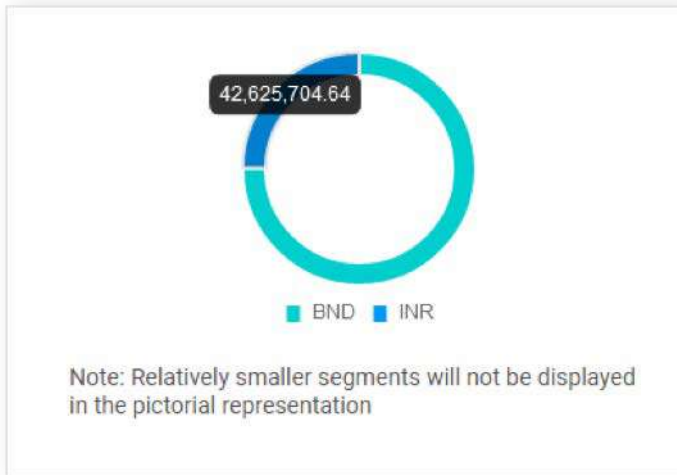 42,625,704.64
BND INR
Note: Relatively smaller segments will not be displayed
in the pictorial representation